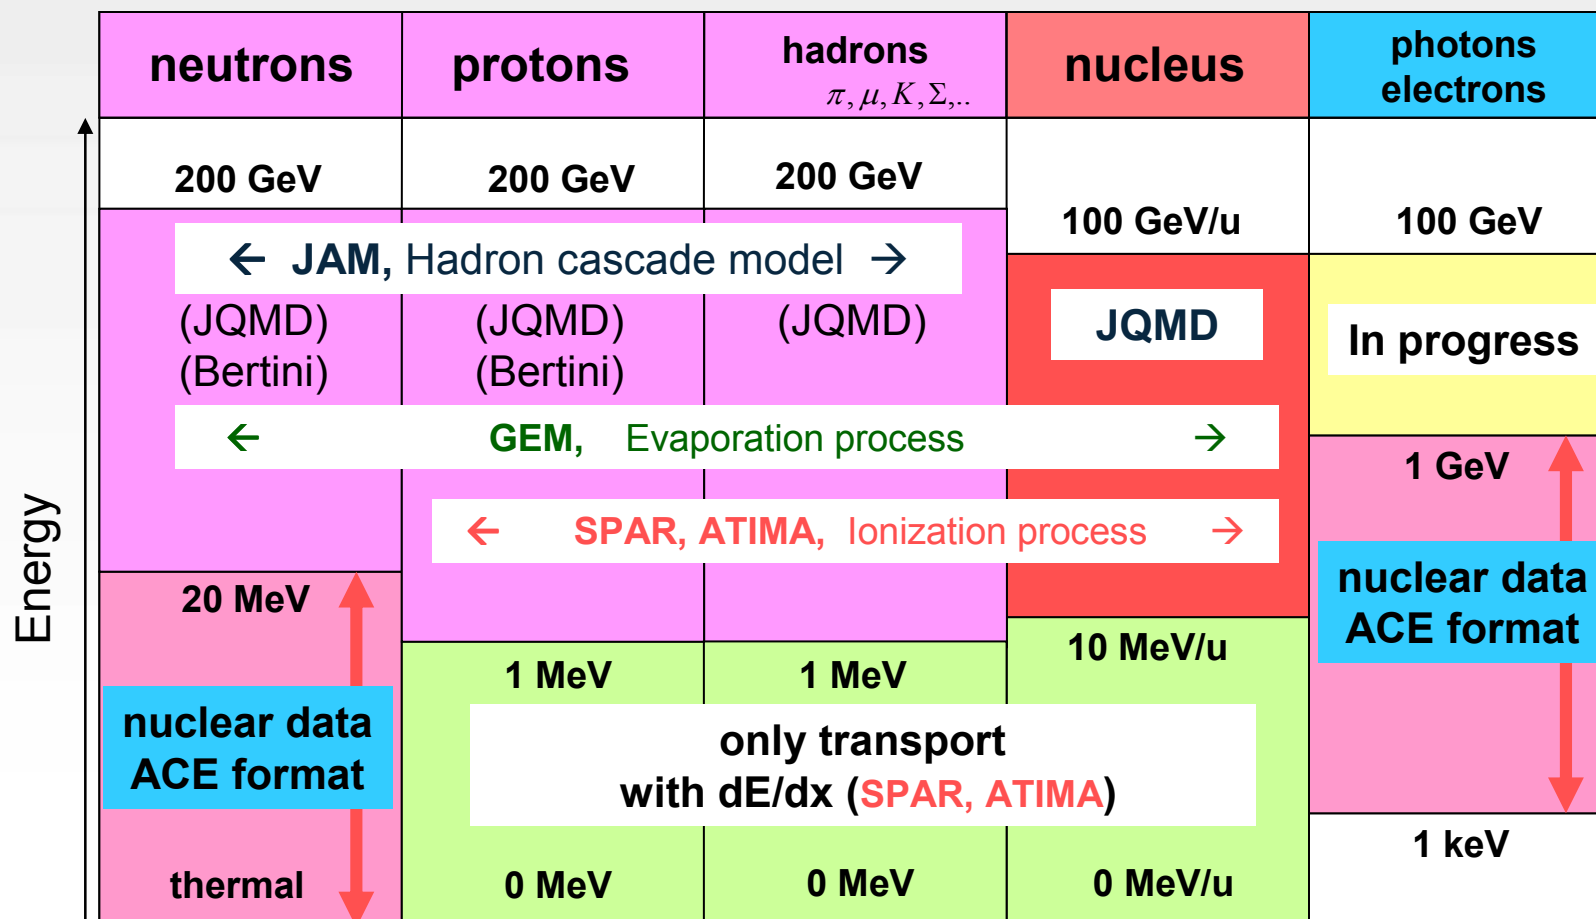 neutrons
protons
hadrons
π, μ, K, Σ,..
nucleus
photons
electrons
Energy
200 GeV
200 GeV
200 GeV
100 GeV/u
100 GeV
← JAM, Hadron cascade model →
(JQMD)
(Bertini)
(JQMD)
(Bertini)
(JQMD)
JQMD
In progress
← GEM, Evaporation process →
1 GeV
← SPAR, ATIMA, Ionization process →
20 MeV
nuclear data
ACE format
1 MeV
1 MeV
10 MeV/u
nuclear data
ACE format
only transport
with dE/dx (SPAR, ATIMA)
1 keV
thermal
0 MeV
0 MeV
0 MeV/u